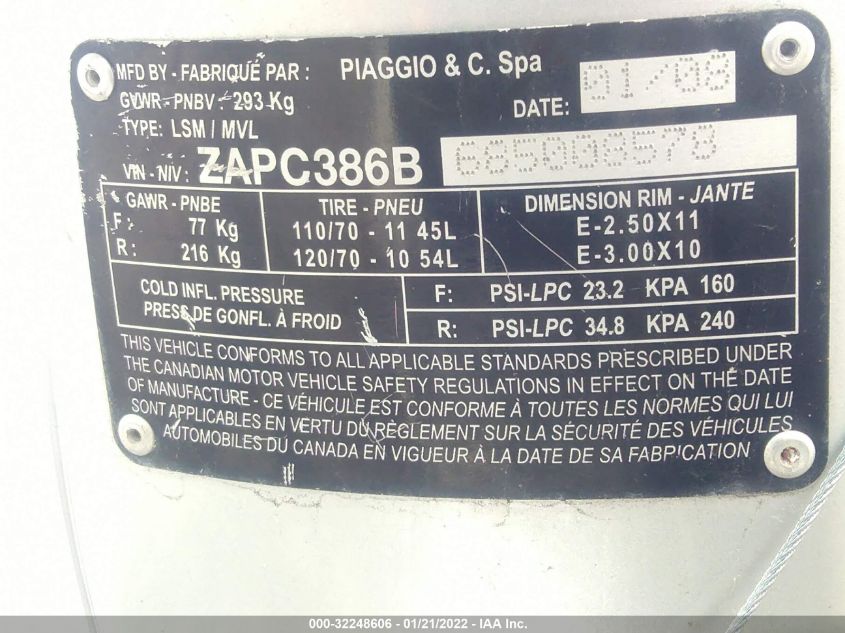 MFD BY - FABRIQUÉ PAR : PIAGGIO & C. Spa
GVWR - PNBV - 293 Kg
DATE: 01/08
TYPE: LSM / MVL
VIN - NIV : ZAPC386B 685008578
GAWR - PNBE
F: 77 Kg
R: 216 Kg
TIRE - PNEU
110/70 - 11 45L
120/70 - 10 54L
DIMENSION RIM - JANTE
E-2.50X11
E-3.00X10
COLD INFL. PRESSURE
PRESS.DE GONFL. À FROID
F: PSI-LPC 23.2 KPA 160
R: PSI-LPC 34.8 KPA 240
THIS VEHICLE CONFORMS TO ALL APPLICABLE STANDARDS PRESCRIBED UNDER
THE CANADIAN MOTOR VEHICLE SAFETY REGULATIONS IN EFFECT ON THE DATE
OF MANUFACTURE - CE VÉHICULE EST CONFORME À TOUTES LES NORMES QUI LUI
SONT APPLICABLES EN VERTU DU RÉGLEMENT SUR LA SÉCURITÉ DES VÉHICULES
AUTOMOBILES DU CANADA EN VIGUEUR À LA DATE DE SA FABRICATION
000-32248606 - 01/21/2022 - IAA Inc.